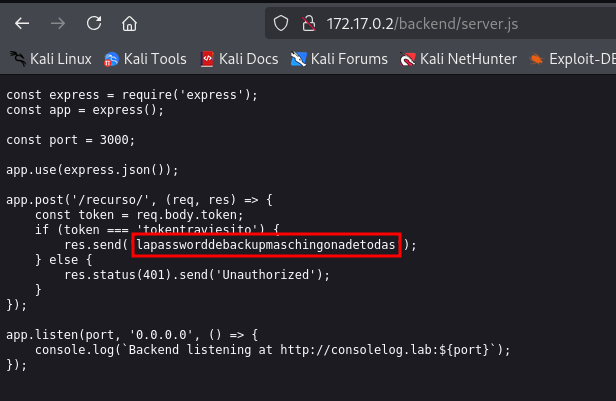 172.17.0.2/backend/server.js
Kali Linux Kali Tools Kali Docs Kali Forums Kali NetHunter Exploit-DB
const express = require('express');
const app = express();
const port = 3000;
app.use(express.json());
app.post('/recurso/', (req, res) => {
const token = req.body.token;
if (token === 'tokentraviesito') {
res.send( lapassworddebackupmaschingonadetodas );
} else {
res.status(401).send('Unauthorized');
}
});
app.listen(port, '0.0.0.0', () => {
console.log(`Backend listening at http://consolelog.lab:${port}`);
});